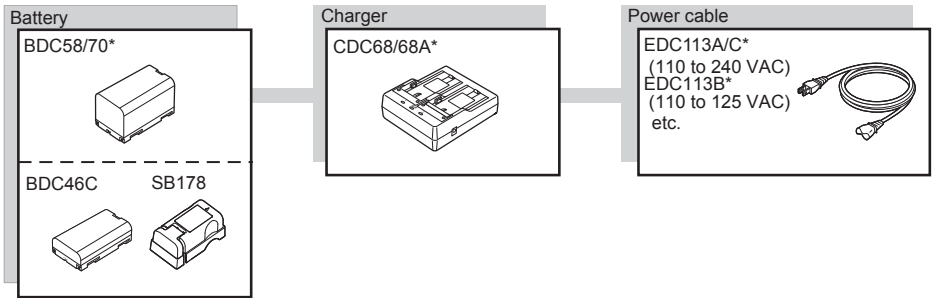 Battery
BDC58/70*
BDC46C
SB178
Charger
CDC68/68A*
Power cable
EDC113A/C*
(110 to 240 VAC)
EDC113B*
(110 to 125 VAC)
etc.